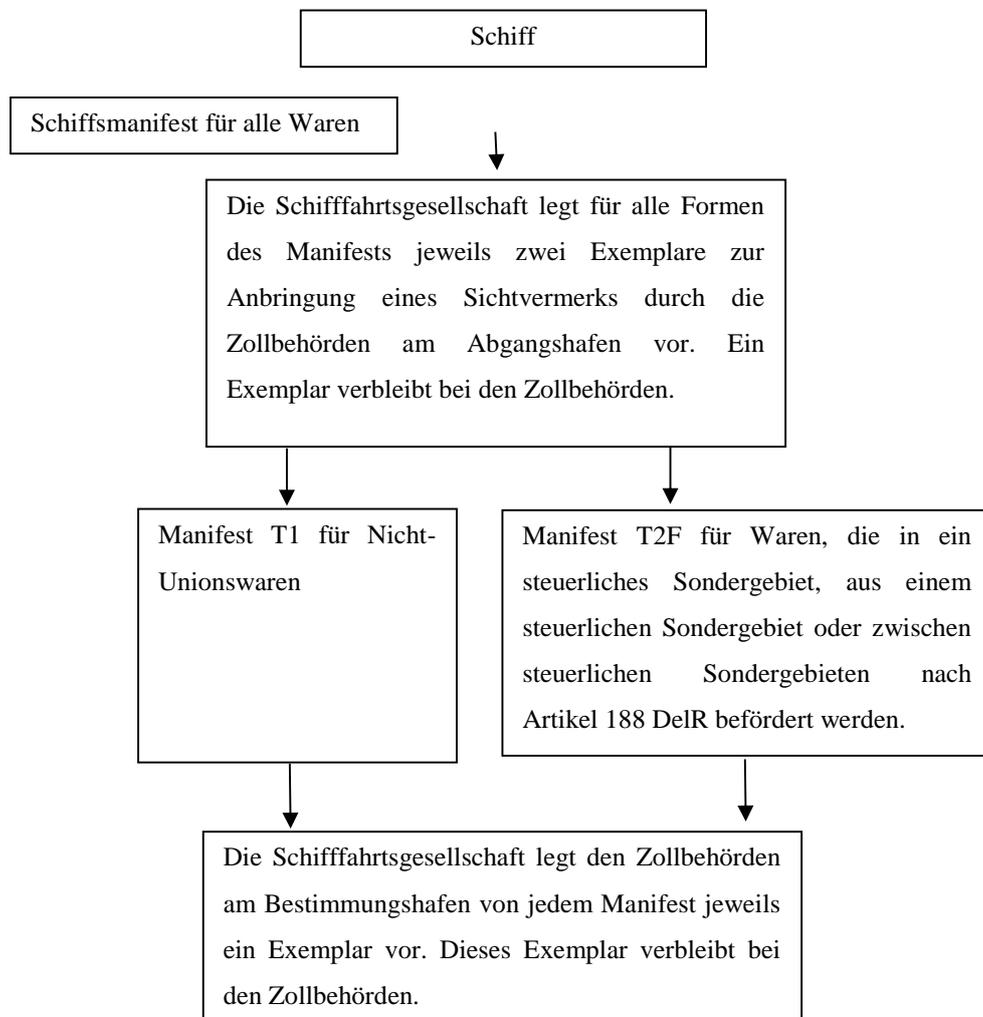 Schiff
Schiffsmanifest für alle Waren
Die Schifffahrtsgesellschaft legt für alle Formen
des Manifests jeweils zwei Exemplare zur
Anbringung eines Sichtvermerks durch die
Zollbehörden am Abgangshafen vor. Ein
Exemplar verbleibt bei den Zollbehörden.
Manifest T1 für Nicht-
Unionswaren
Manifest T2F für Waren, die in ein
steuerliches Sondergebiet, aus einem
steuerlichen Sondergebiet oder zwischen
steuerlichen Sondergebieten nach
Artikel 188 DelR befördert werden.
Die Schifffahrtsgesellschaft legt den Zollbehörden
am Bestimmungshafen von jedem Manifest jeweils
ein Exemplar vor. Dieses Exemplar verbleibt bei
den Zollbehörden.